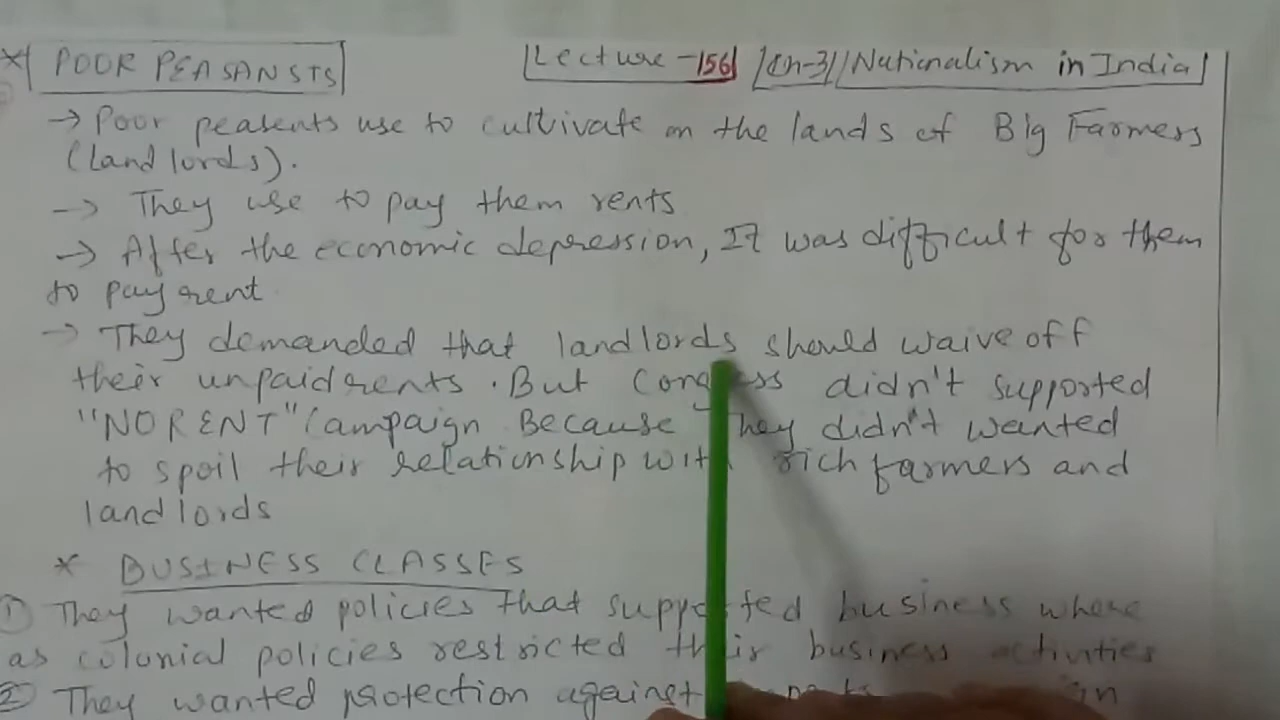 * POOR PEASANSTS
Lecture -156 Ch-3 Nationalism in India
→ Poor peasents use to cultivate on the lands of Big Farmers
(land lords).
→ They use to pay them rents
→ After the economic depression, It was difficult for them
to pay rent
→ They demanded that landlords should waive off
their unpaid rents. But Congress didn't supported
"NO RENT" Campaign Because They didn't wanted
to spoil their relationship with rich farmers and
land lords
* BUSINESS CLASSES
① They wanted policies that supported business where
as colonial policies restricted their business activities
② They wanted protection against